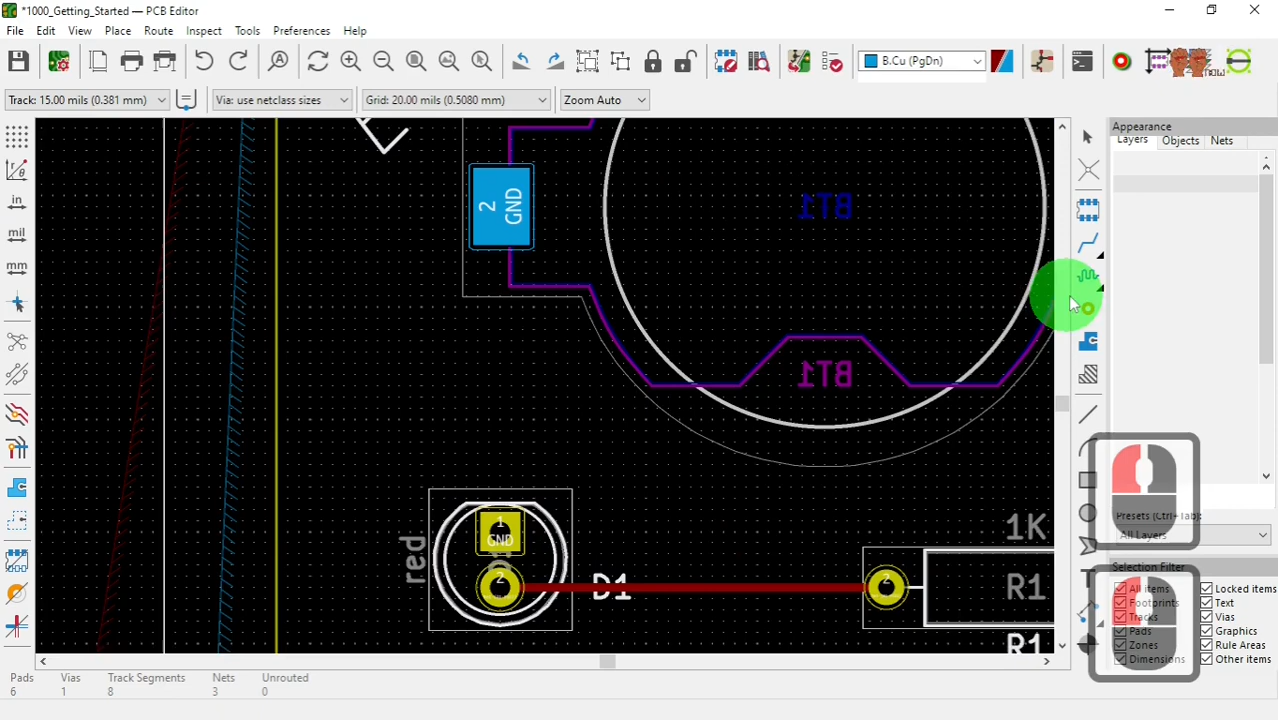 *1000_Getting_Started — PCB Editor
File Edit View Place Route Inspect Tools Preferences Help
B.Cu (PgDn)
Track: 15.00 mils (0.381 mm) Via: use netclass sizes Grid: 20.00 mils (0.5080 mm) Zoom Auto
Appearance
Layers Objects Nets
in
mil
mm
2
GND
BT1
BT1
1
GND
2
red
D1
2
1K
R1
R1
Presets (Ctrl+Tab):
All Layers
Selection Filter
All items Locked items
Footprints Text
Tracks Vias
Pads Graphics
Zones Rule Areas
Dimensions Other items
Pads Vias Track Segments Nets Unrouted
6 1 8 3 0